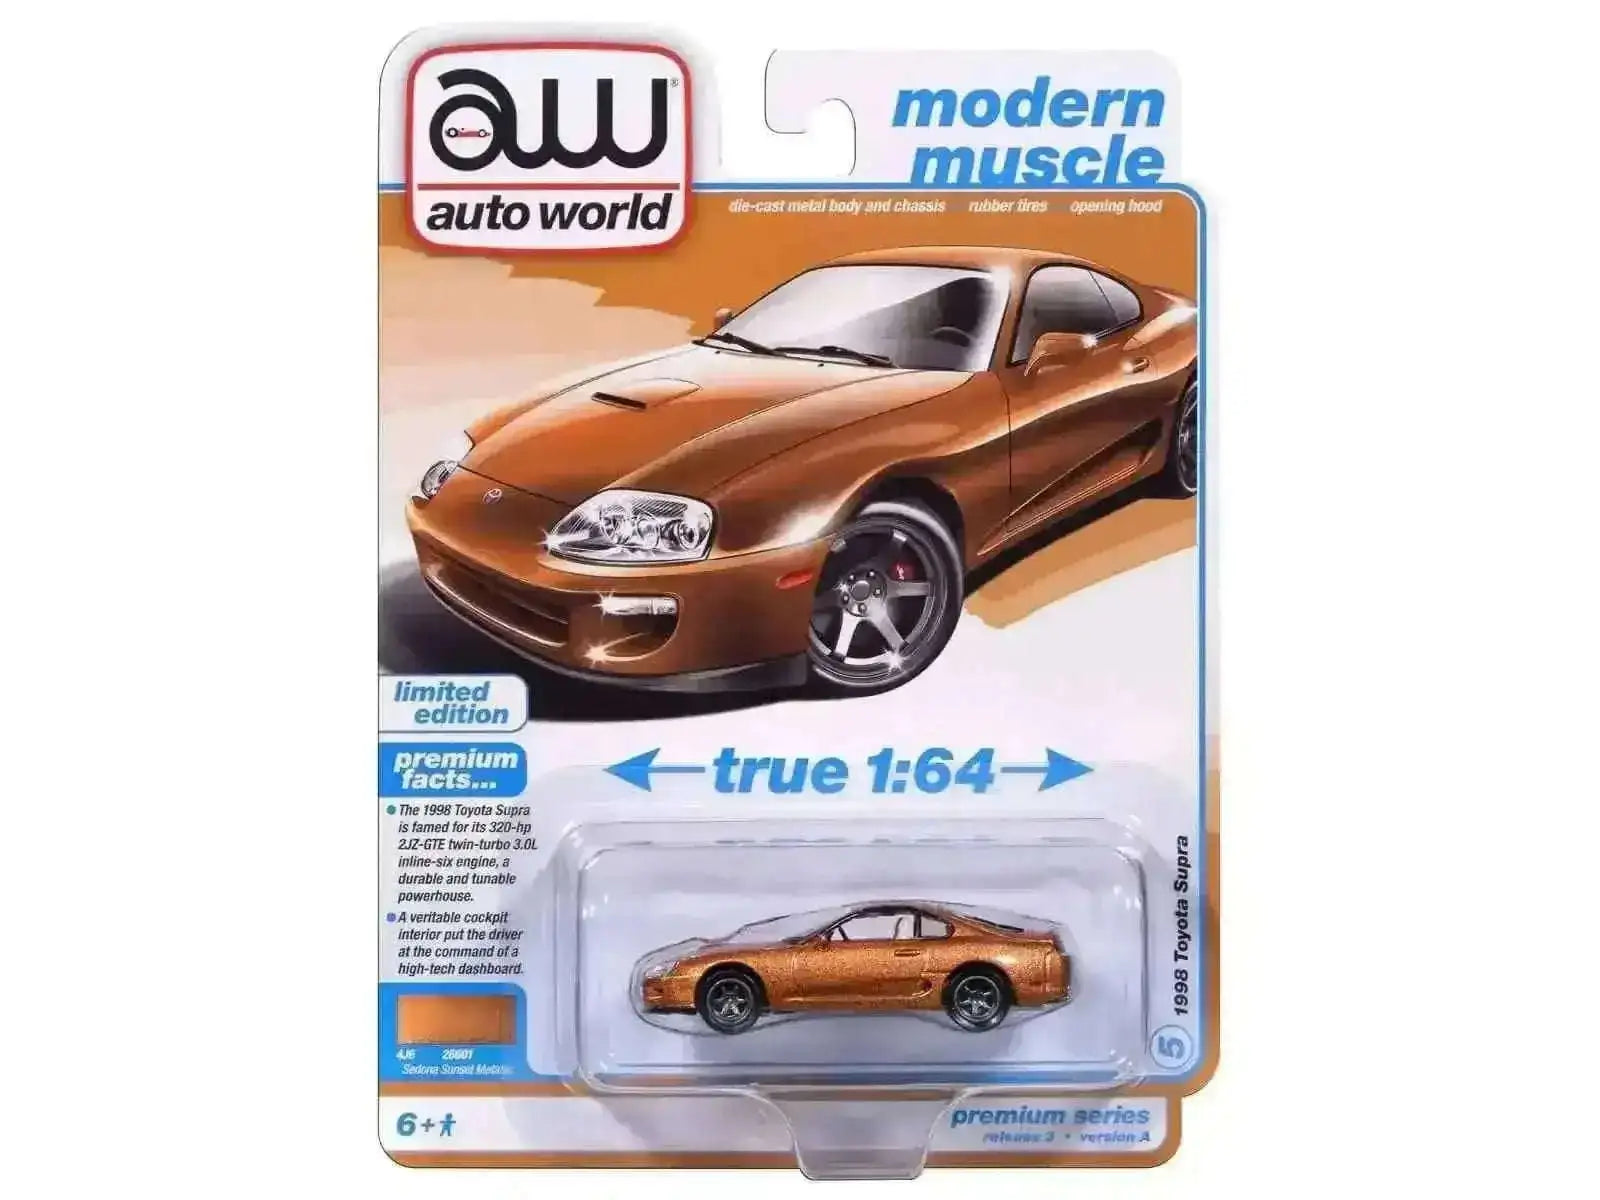 aw®
auto world
modern
muscle
die-cast metal body and chassis rubber tires opening hood
limited
edition
premium
facts...
The 1998 Toyota Supra
is famed for its 320-hp
2JZ-GTE twin-turbo 3.0L
inline-six engine, a
durable and tunable
powerhouse.
A veritable cockpit
interior put the driver
at the command of a
high-tech dashboard.
true 1:64
1998 Toyota Supra
5
4J6 26601
Sedona Sunset Metallic
6+
premium series
release 3 • version A